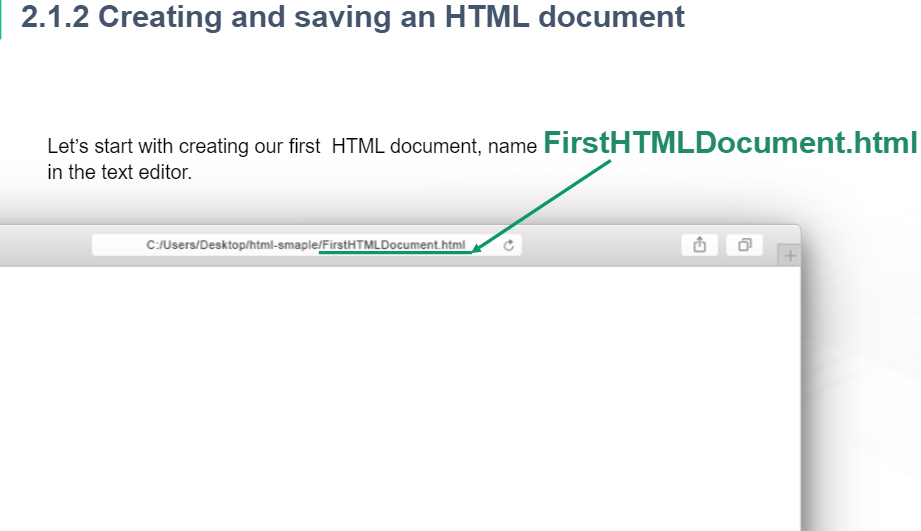 2.1.2 Creating and saving an HTML document
Let's start with creating our first HTML document, name FirstHTMLDocument.html
in the text editor.
C:/Users/Desktop/html-smaple/FirstHTMLDocument.html